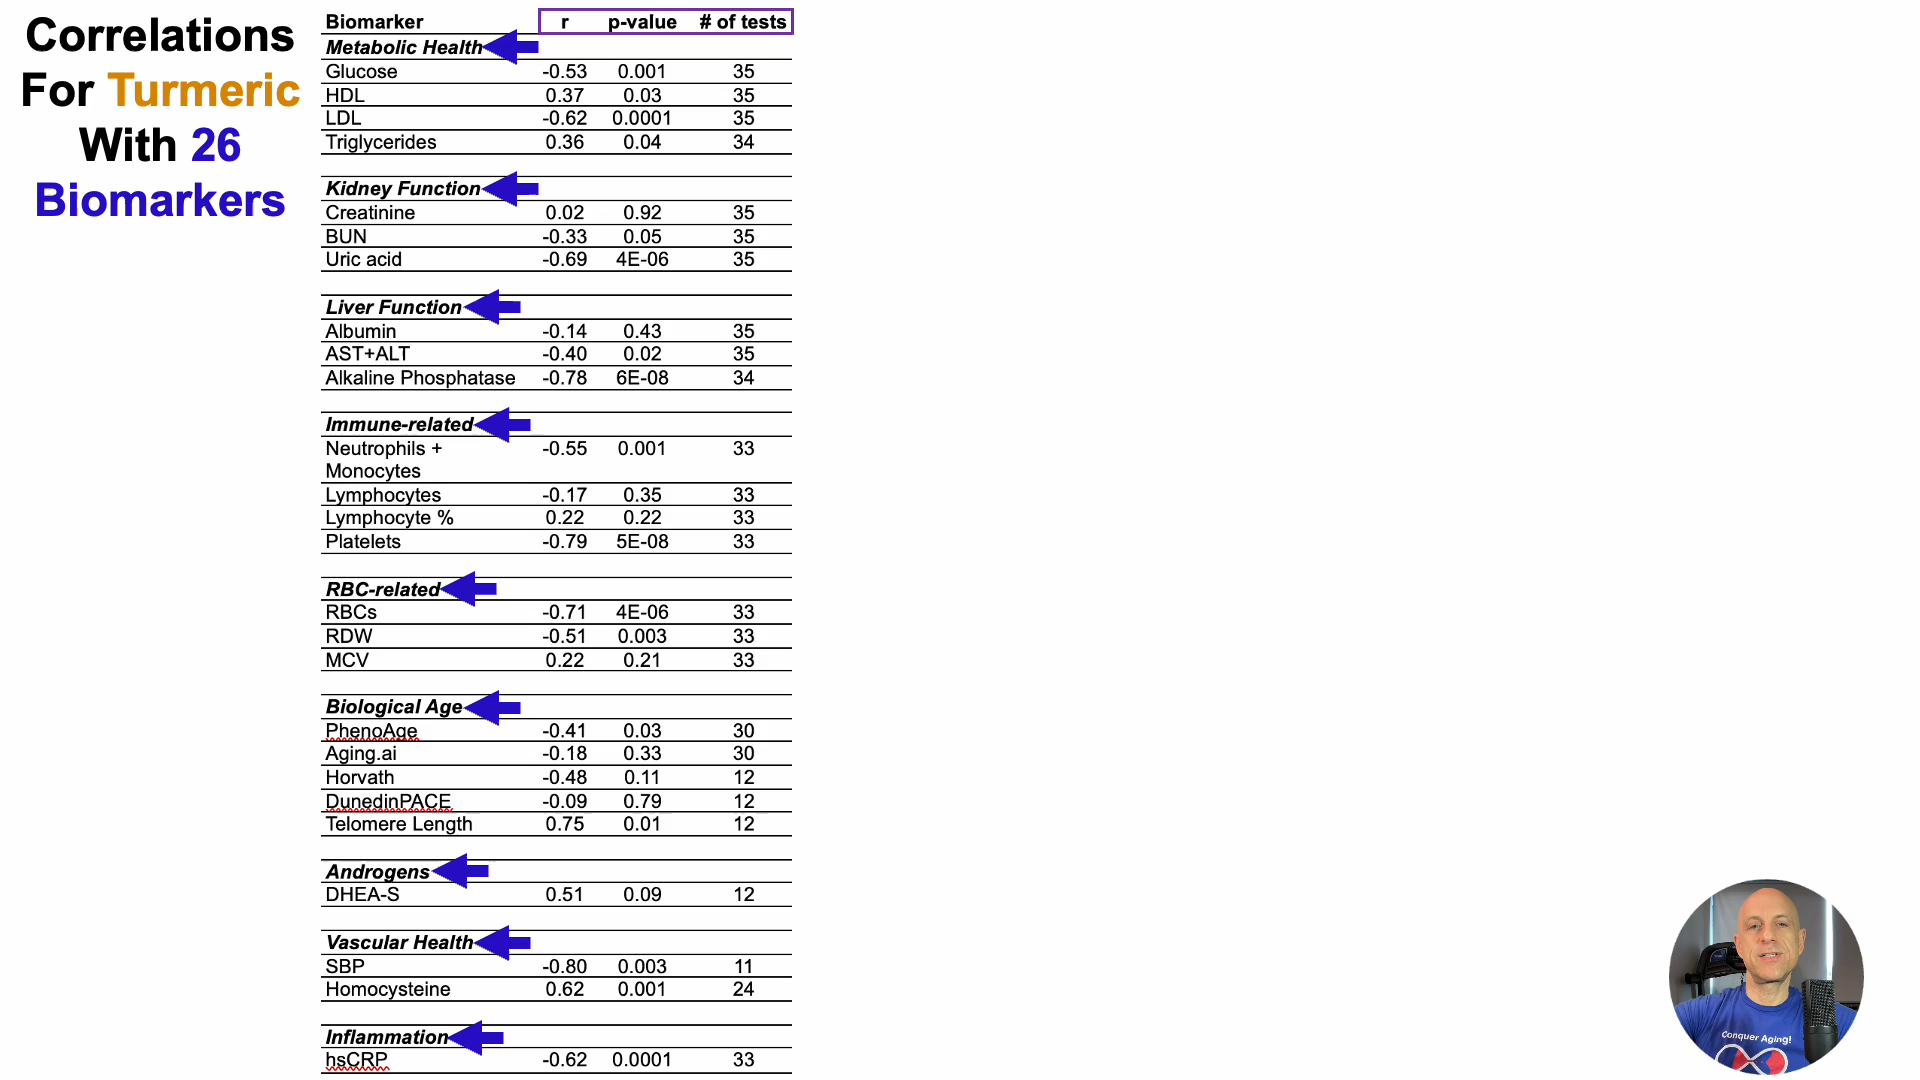 Correlations
For Turmeric
With 26
Biomarkers
Biomarker r p-value # of tests
Metabolic Health
Glucose -0.53 0.001 35
HDL 0.37 0.03 35
LDL -0.62 0.0001 35
Triglycerides 0.36 0.04 34
Kidney Function
Creatinine 0.02 0.92 35
BUN -0.33 0.05 35
Uric acid -0.69 4E-06 35
Liver Function
Albumin -0.14 0.43 35
AST+ALT -0.40 0.02 35
Alkaline Phosphatase -0.78 6E-08 34
Immune-related
Neutrophils + -0.55 0.001 33
Monocytes
Lymphocytes -0.17 0.35 33
Lymphocyte % 0.22 0.22 33
Platelets -0.79 5E-08 33
RBC-related
RBCs -0.71 4E-06 33
RDW -0.51 0.003 33
MCV 0.22 0.21 33
Biological Age
PhenoAge -0.41 0.03 30
Aging.ai -0.18 0.33 30
Horvath -0.48 0.11 12
DunedinPACE -0.09 0.79 12
Telomere Length 0.75 0.01 12
Androgens
DHEA-S 0.51 0.09 12
Vascular Health
SBP -0.80 0.003 11
Homocysteine 0.62 0.001 24
Inflammation
hsCRP -0.62 0.0001 33
Conquer Aging!